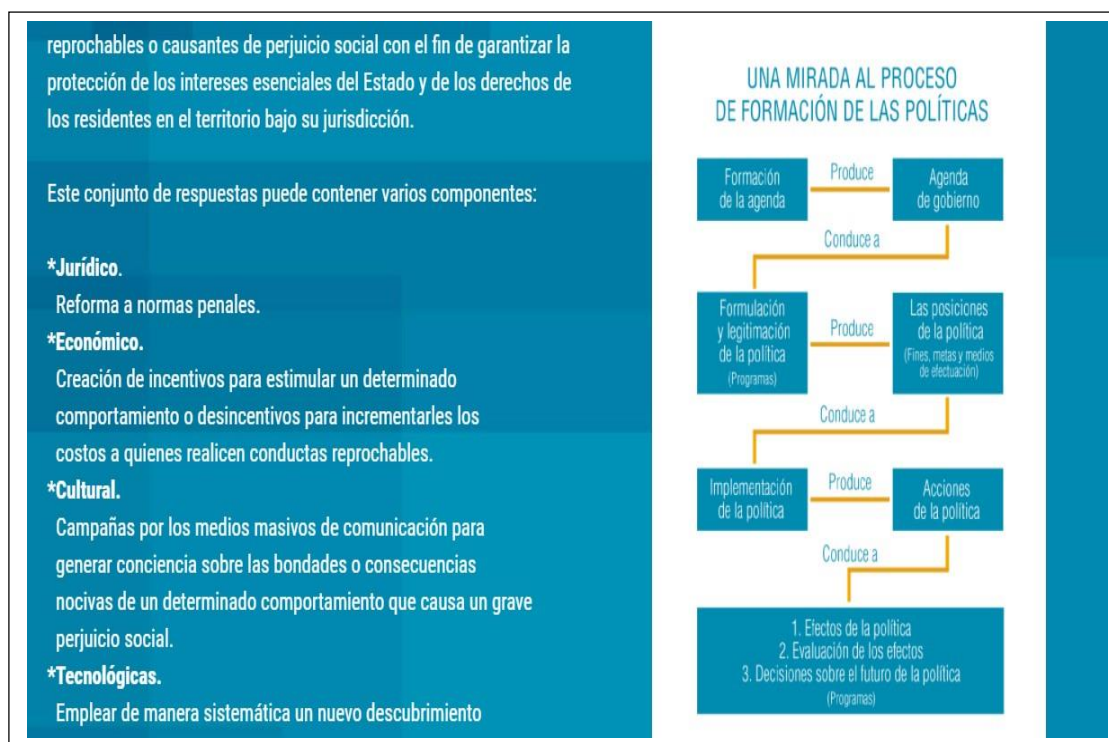 reprochables o causantes de perjuicio social con el fin de garantizar la
protección de los intereses esenciales del Estado y de los derechos de
los residentes en el territorio bajo su jurisdicción.
Este conjunto de respuestas puede contener varios componentes:
*Jurídico.
Reforma a normas penales.
*Económico.
Creación de incentivos para estimular un determinado
comportamiento o desincentivos para incrementarles los
costos a quienes realicen conductas reprochables.
*Cultural.
Campañas por los medios masivos de comunicación para
generar conciencia sobre las bondades o consecuencias
nocivas de un determinado comportamiento que causa un grave
perjuicio social.
*Tecnológicas.
Emplear de manera sistemática un nuevo descubrimiento
UNA MIRADA AL PROCESO
DE FORMACIÓN DE LAS POLÍTICAS
Formación
de la agenda
Produce
Agenda
de gobierno
Conduce a
Formulación
y legitimación
de la política
(Programas)
Produce
Las posiciones
de la política
(Fines, metas y medios
de efectuación)
Conduce a
Implementación
de la política
Produce
Acciones
de la política
Conduce a
1. Efectos de la política
2. Evaluación de los efectos
3. Decisiones sobre el futuro de la política
(Programas)